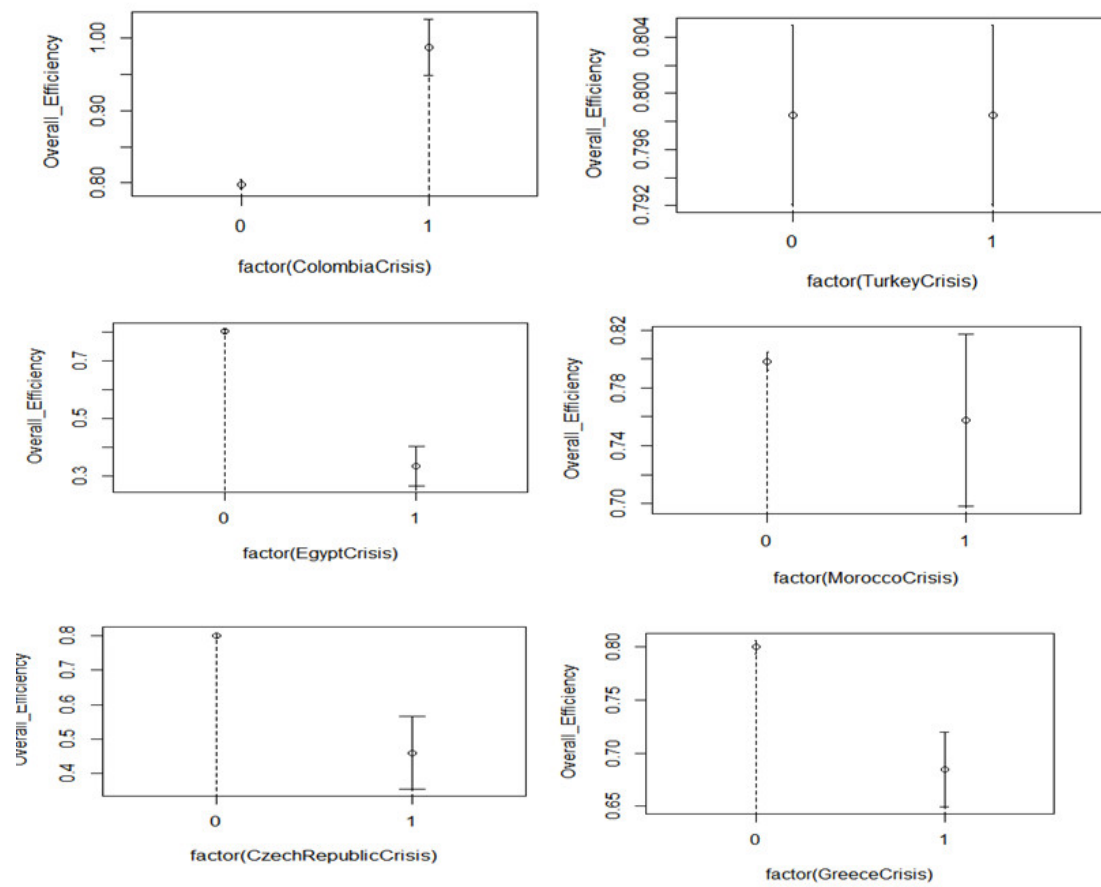 Overall_Efficiency
1.00
0.90
0.80
0
1
factor(ColombiaCrisis)
Overall_Efficiency
0.804
0.800
0.796
0.792
0
1
factor(TurkeyCrisis)
Overall_Efficiency
0.7
0.5
0.3
0
1
factor(EgyptCrisis)
Overall_Efficiency
0.82
0.78
0.74
0.70
0
1
factor(MoroccoCrisis)
Overall_Efficiency
0.8
0.7
0.6
0.5
0.4
0
1
factor(CzechRepublicCrisis)
Overall_Efficiency
0.80
0.75
0.70
0.65
0
1
factor(GreeceCrisis)